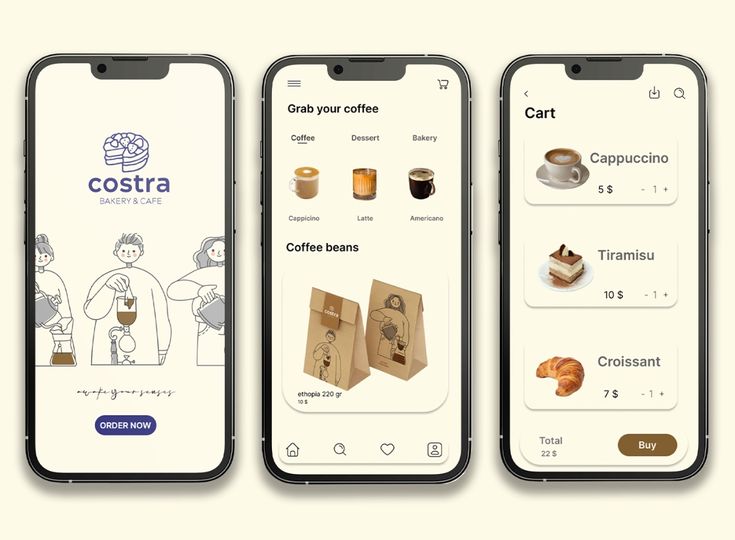 costra
BAKERY & CAFE
awake your senses
ORDER NOW
Grab your coffee
Coffee Dessert Bakery
Cappicino Latte Americano
Coffee beans
COSTRA
ethopia 220 gr
10 $
Cart
Cappuccino
5 $ - 1 +
Tiramisu
10 $ - 1 +
Croissant
7 $ - 1 +
Total
22 $
Buy